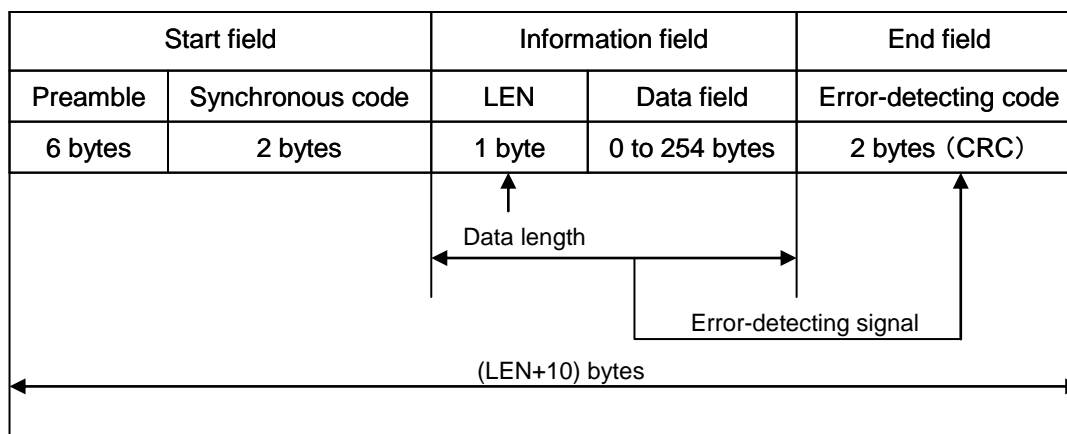 Start field
Information field
End field
Preamble
Synchronous code
LEN
Data field
Error-detecting code
6 bytes
2 bytes
1 byte
0 to 254 bytes
2 bytes（CRC）
Data length
Error-detecting signal
(LEN+10) bytes